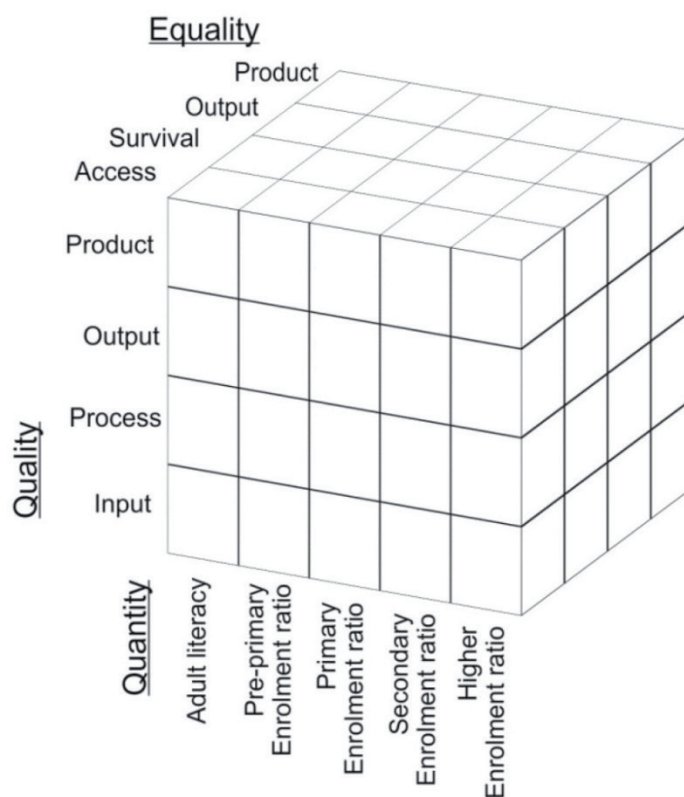 Equality
Product
Output
Survival
Access
Product
Output
Process
Input
Quality
Quantity
Adult literacy
Pre-primary
Enrolment ratio
Primary
Enrolment ratio
Secondary
Enrolment ratio
Higher
Enrolment ratio